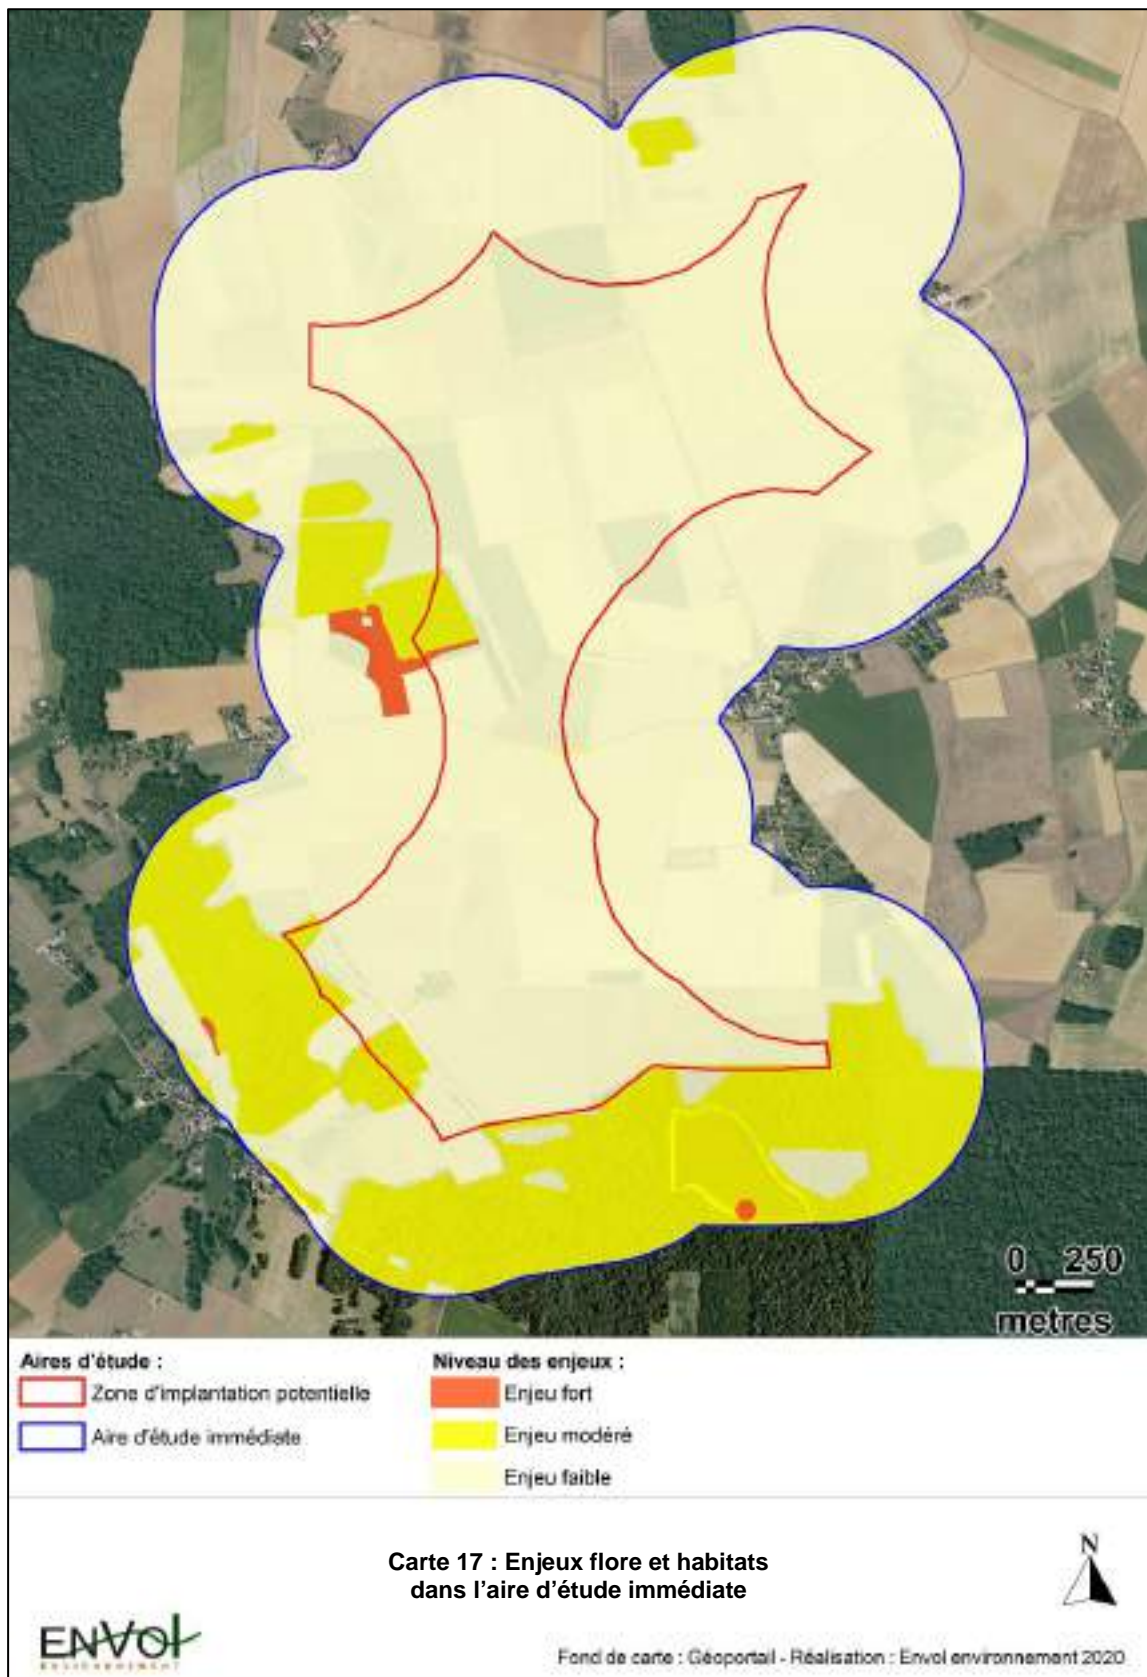 0 250
metres
Aires d'étude :
Zone d'implantation potentielle
Aire d'étude immédiate
Niveau des enjeux :
Enjeu fort
Enjeu modéré
Enjeu faible
Carte 17 : Enjeux flore et habitats
dans l'aire d'étude immédiate
N
ENVOL
ENVIRONNEMENT
Fond de carte : Géoportail - Réalisation : Envol environnement 2020